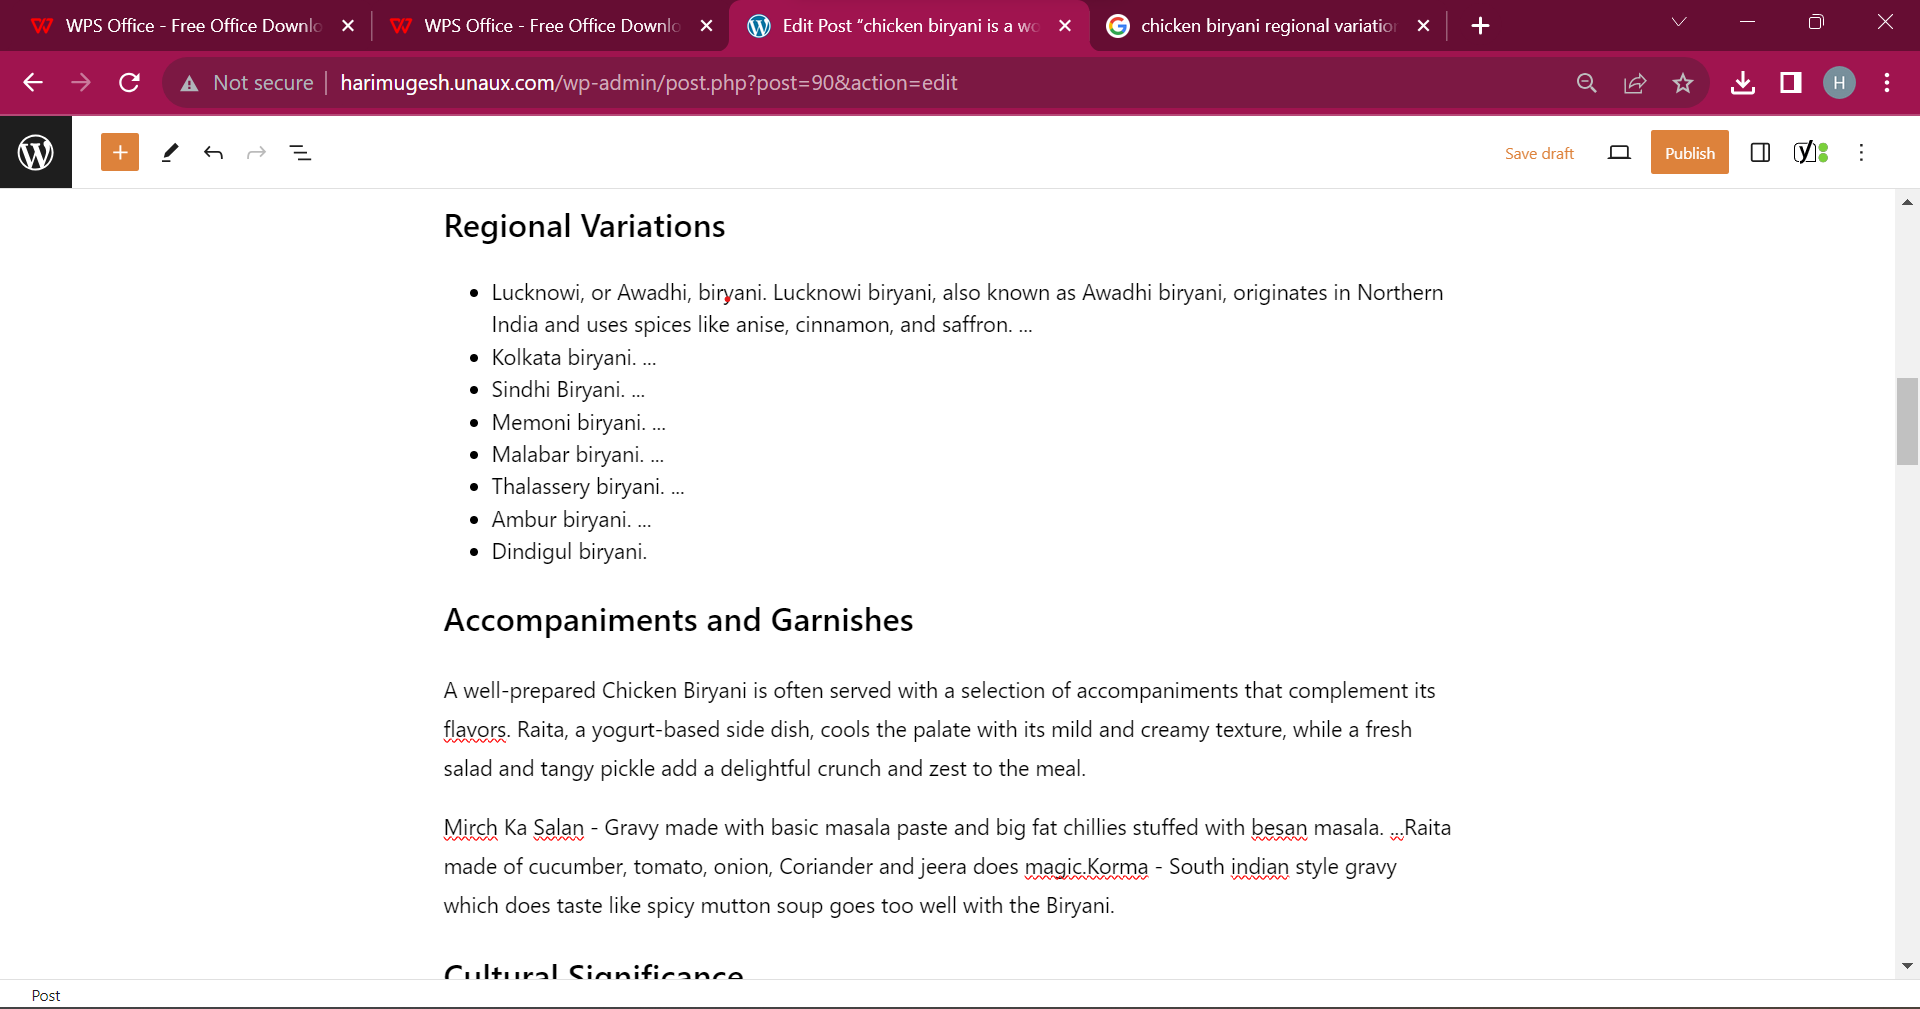 WPS Office - Free Office Downlo
WPS Office - Free Office Downlo
Edit Post “chicken biryani is a wo
chicken biryani regional variation
Not secure
harimugesh.unaux.com/wp-admin/post.php?post=90&action=edit
H
Save draft
Publish
Regional Variations
Lucknowi, or Awadhi, biryani. Lucknowi biryani, also known as Awadhi biryani, originates in Northern
India and uses spices like anise, cinnamon, and saffron. ...
Kolkata biryani. ...
Sindhi Biryani. ...
Memoni biryani. ...
Malabar biryani. ...
Thalassery biryani. ...
Ambur biryani. ...
Dindigul biryani.
Accompaniments and Garnishes
A well-prepared Chicken Biryani is often served with a selection of accompaniments that complement its
flavors. Raita, a yogurt-based side dish, cools the palate with its mild and creamy texture, while a fresh
salad and tangy pickle add a delightful crunch and zest to the meal.
Mirch Ka Salan - Gravy made with basic masala paste and big fat chillies stuffed with besan masala. ...Raita
made of cucumber, tomato, onion, Coriander and jeera does magic.Korma - South indian style gravy
which does taste like spicy mutton soup goes too well with the Biryani.
Cultural Significance
Post